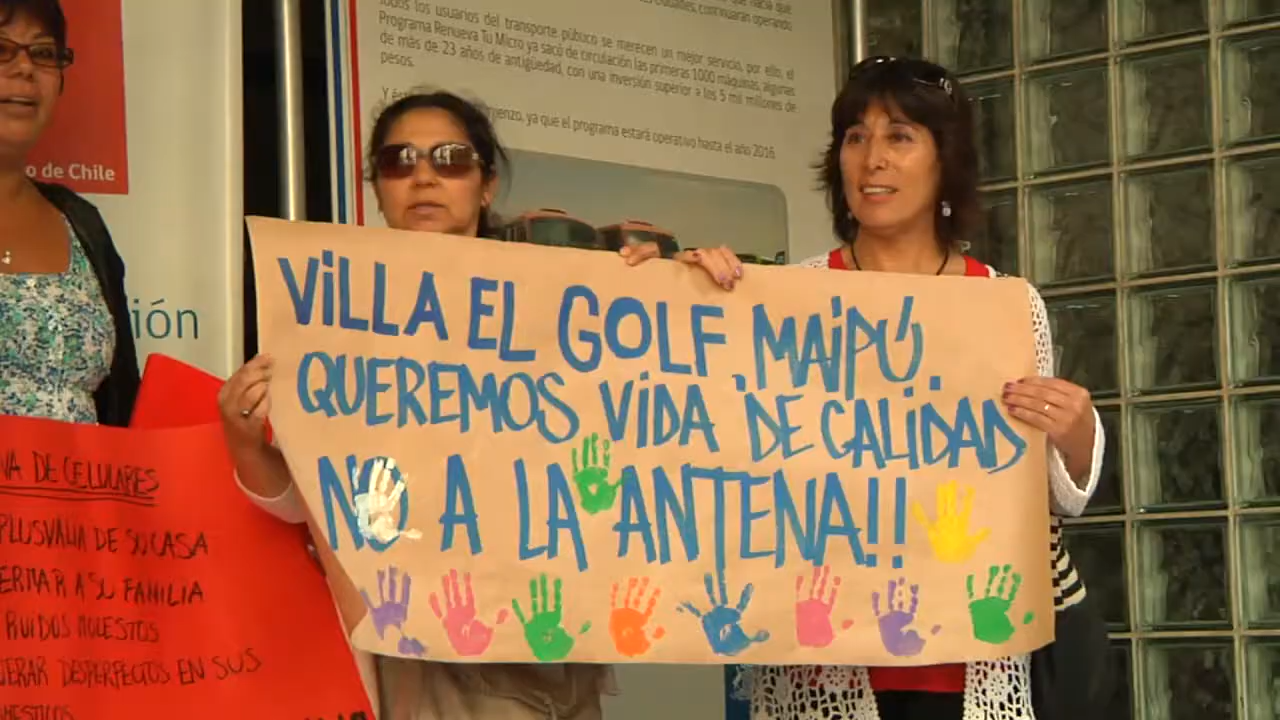 todos los usuarios del transporte público se merecen un mejor servicio, por ello, el
Programa Renueva Tu Micro ya sacó de circulación las primeras 1000 máquinas, algunas
de más de 23 años de antigüedad, con una inversión superior a los 5 mil millones de
pesos.
ya que el programa estará operativo hasta el año 2016.
o de Chile
ión
VILLA EL GOLF, MAIPÚ.
QUEREMOS VIDA DE CALIDAD
NO A LA ANTENA!!
VA DE CELULARES
PLUSVALIA DE SU CASA
ERMAR A SU FAMILIA
RUIDOS MOLESTOS
DESPERFECTOS EN SUS